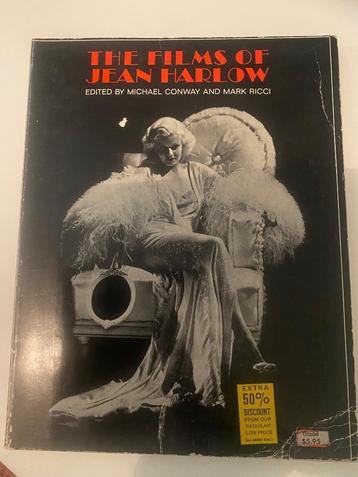 THE FILMS OF
JEAN HARLOW
EDITED BY MICHAEL CONWAY AND MARK RICCI
EXTRA
50%
DISCOUNT
FROM OUR
REGULAR
LOW PRICE
Citadel
$5.95